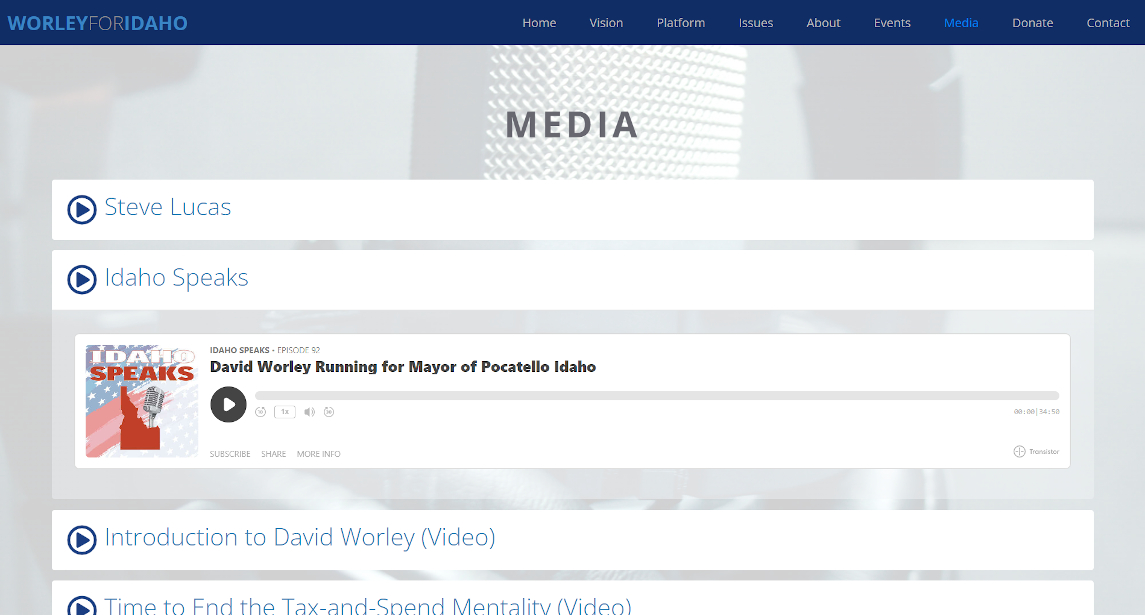 WORLEYFORIDAHO
Home Vision Platform Issues About Events Media Donate Contact
MEDIA
Steve Lucas
Idaho Speaks
IDAHO SPEAKS
IDAHO SPEAKS - EPISODE 92
David Worley Running for Mayor of Pocatello Idaho
1x
00:00|34:50
SUBSCRIBE SHARE MORE INFO
Transistor
Introduction to David Worley (Video)
Time to End the Tax-and-Spend Mentality (Video)